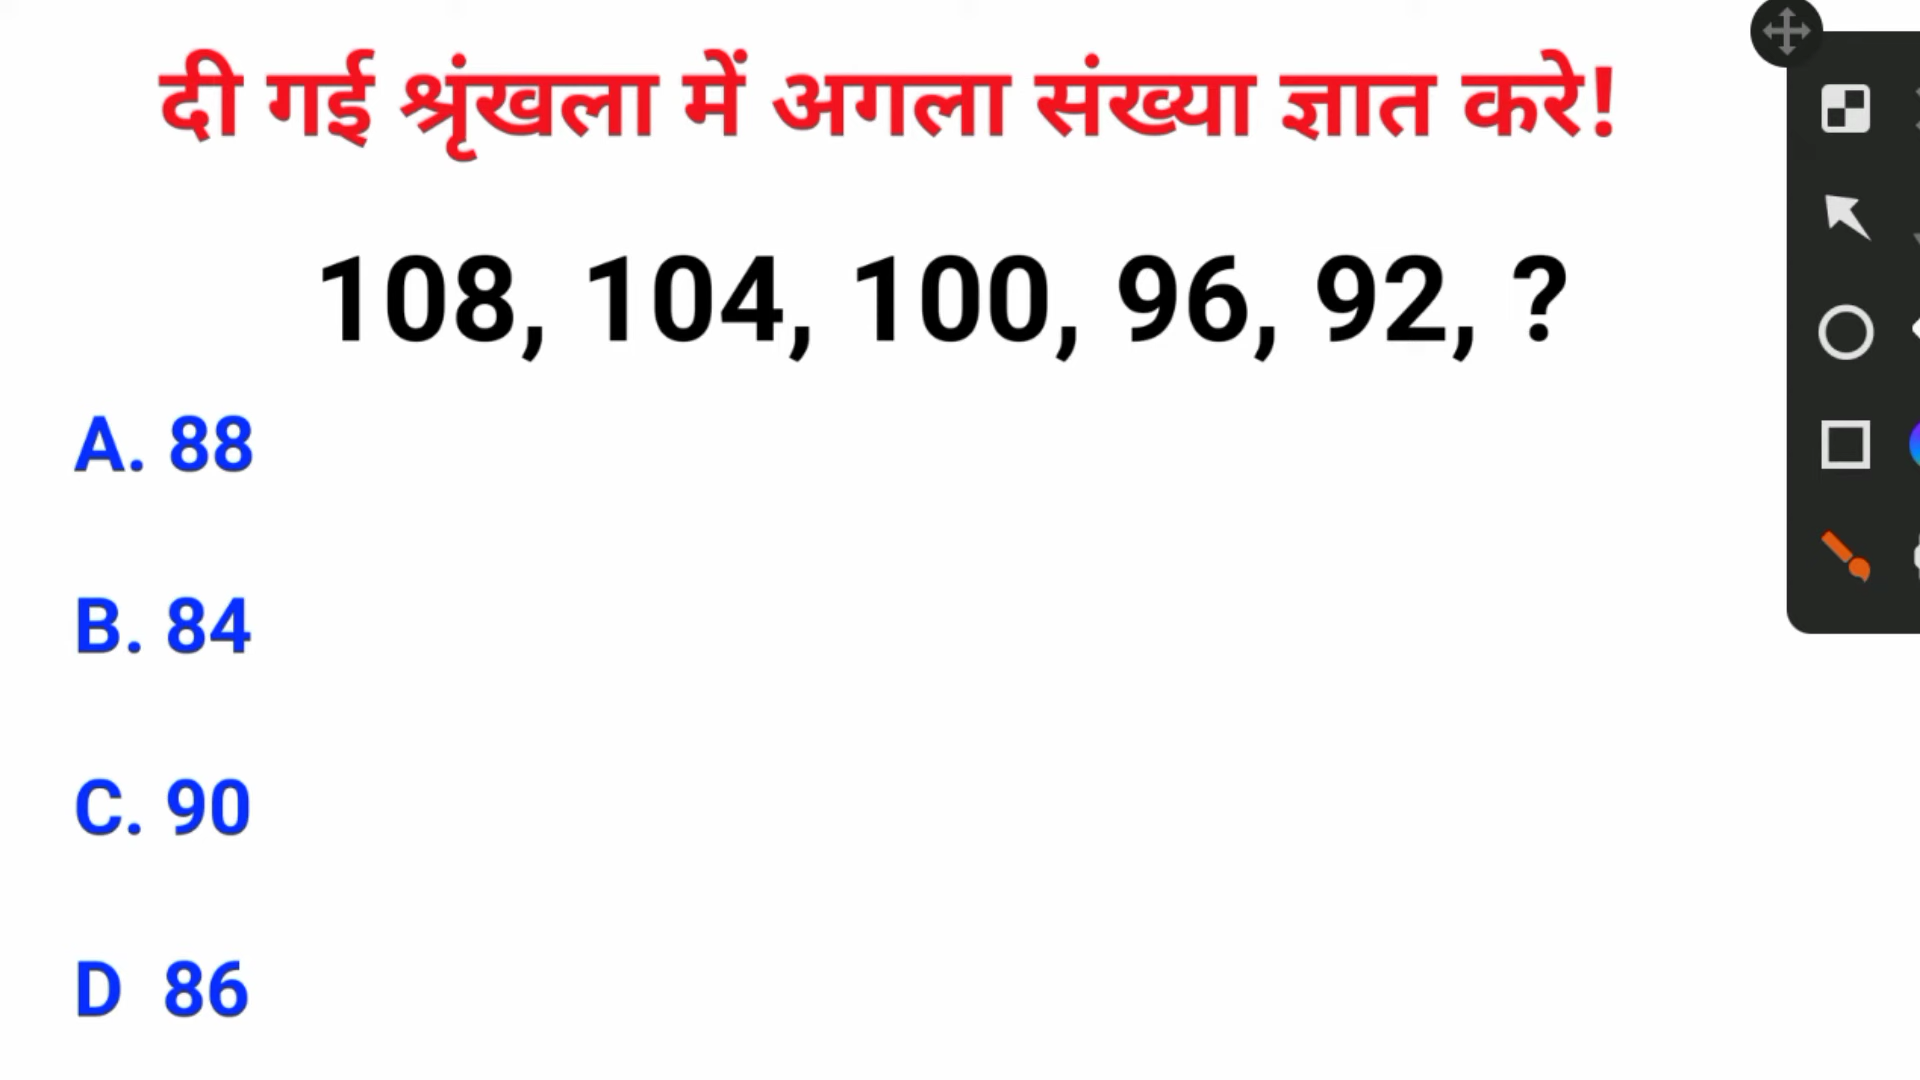 दी गई श्रृंखला में अगला संख्या ज्ञात करे!
108, 104, 100, 96, 92, ?
A. 88
B. 84
C. 90
D 86